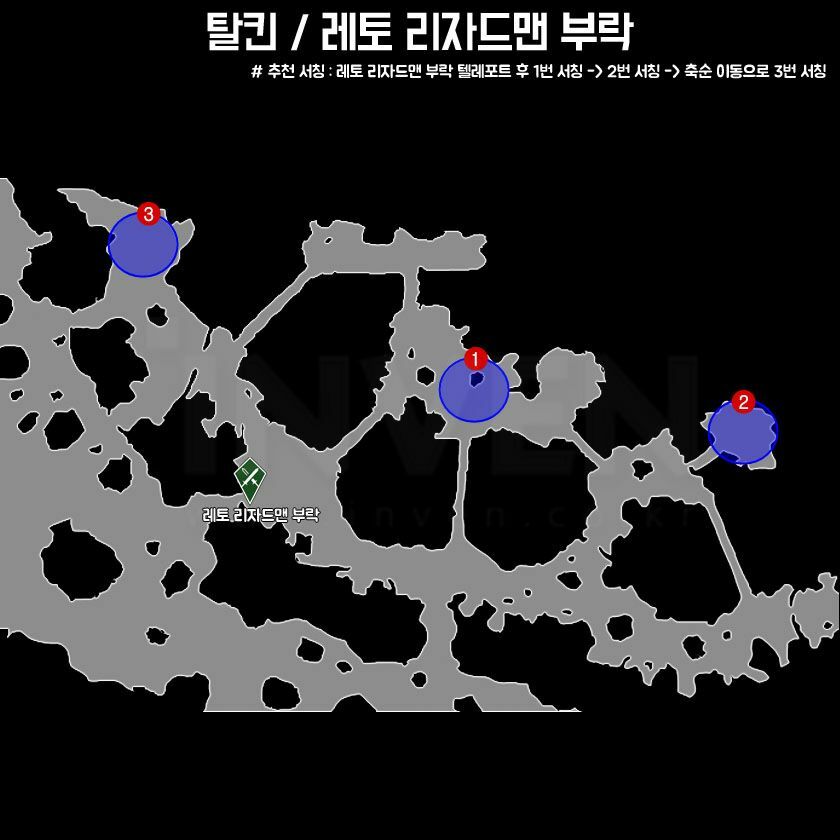 탈킨 / 레토 리자드맨 부락
# 추천 서칭 : 레토 리자드맨 부락 텔레포트 후 1번 서칭 -> 2번 서칭 -> 축순 이동으로 3번 서칭
3
1
2
INVEN
레토 리자드맨 부락
inven.co.kr